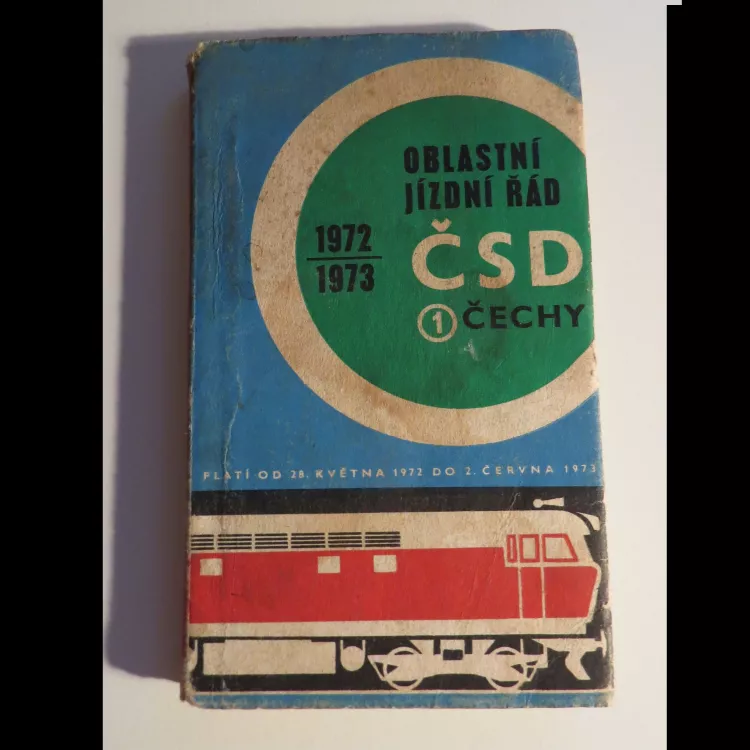 OBLASTNÍ
JÍZDNÍ ŘÁD
1972
1973
ČSD
1 ČECHY
PLATÍ OD 28. KVĚTNA 1972 DO 2. ČERVNA 1973